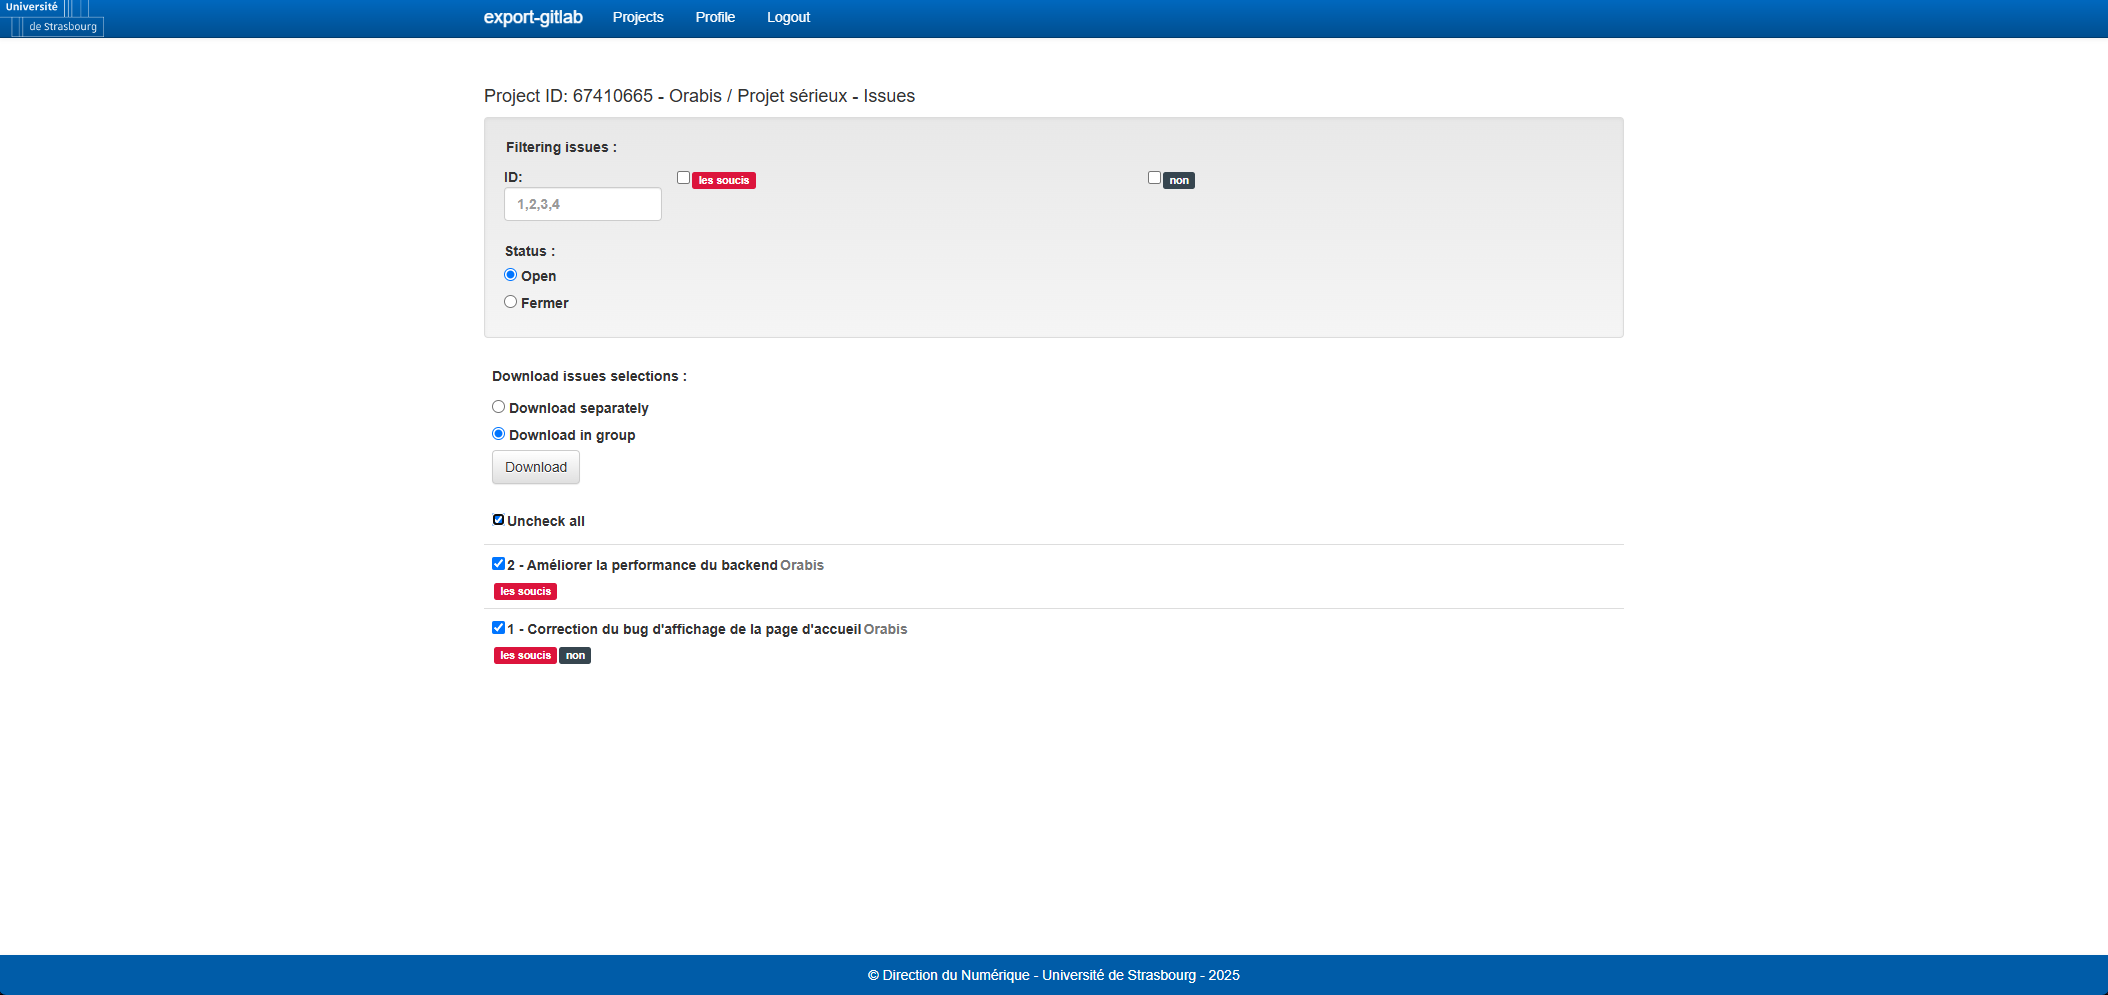 Université
de Strasbourg
export-gitlab Projects Profile Logout
Project ID: 67410665 - Orabis / Projet sérieux - Issues
Filtering issues :
ID: les soucis non
1,2,3,4
Status :
Open
Fermer
Download issues selections :
Download separately
Download in group
Download
Uncheck all
2 - Améliorer la performance du backend Orabis
les soucis
1 - Correction du bug d'affichage de la page d'accueil Orabis
les soucis non
© Direction du Numérique - Université de Strasbourg - 2025